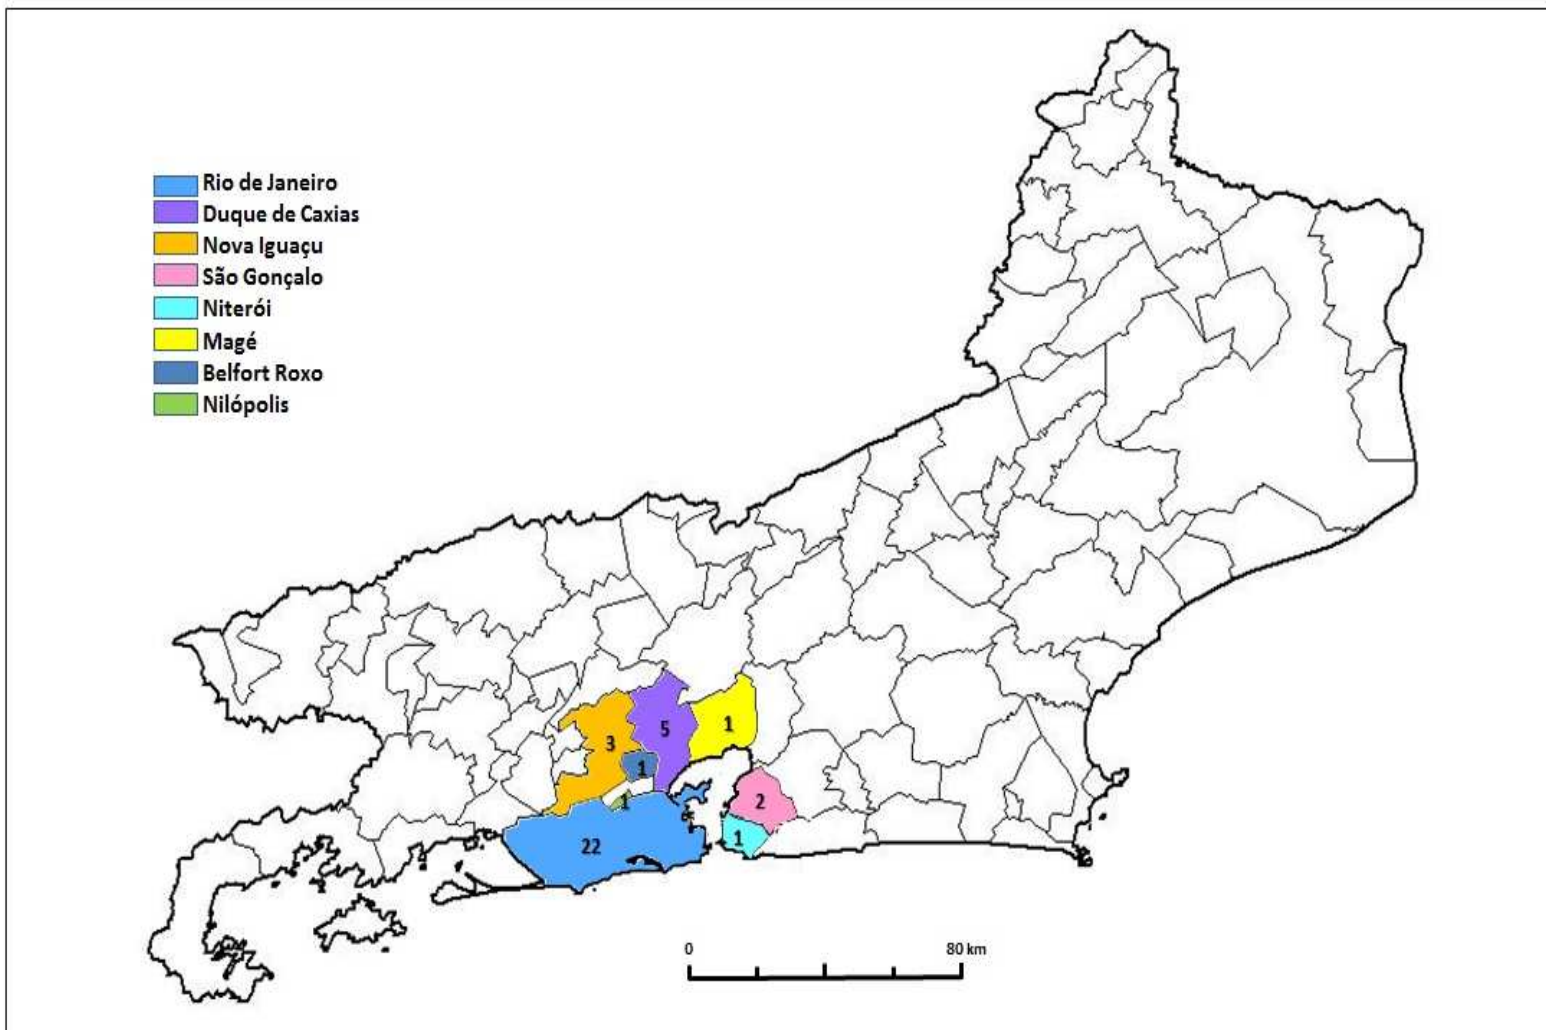 Rio de Janeiro
Duque de Caxias
Nova Iguaçu
São Gonçalo
Niterói
Magé
Belfort Roxo
Nilópolis
5
1
3
1
1
2
1
22
0 80 km